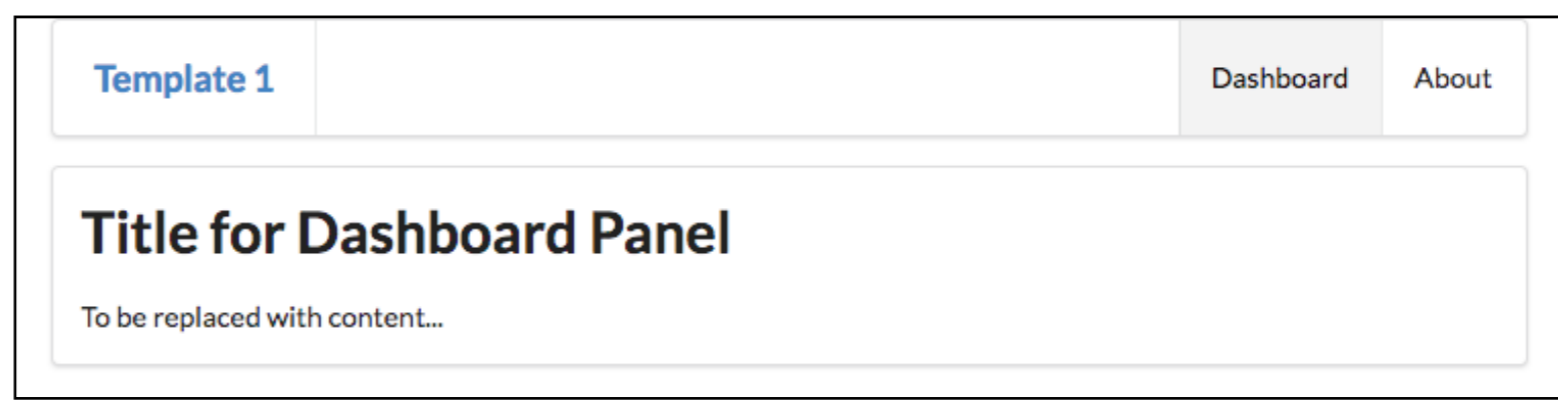 Template 1
Dashboard
About
Title for Dashboard Panel
To be replaced with content...